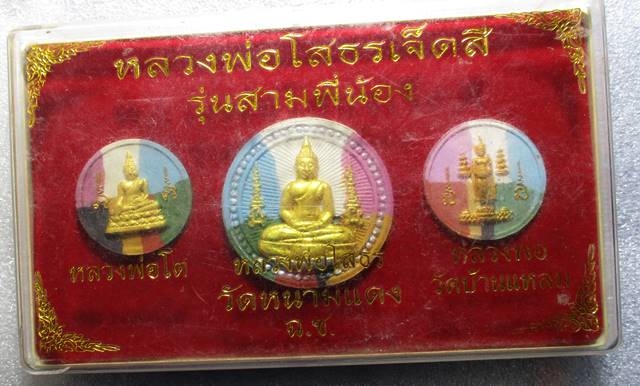 หลวงพ่อโสธรเจ็ดสี
รุ่นสามพี่น้อง
หลวงพ่อโต
หลวงพ่อโสธร
วัดหนามแดง
ฉ.ช.
หลวงพ่อ
วัดบ้านแหลม